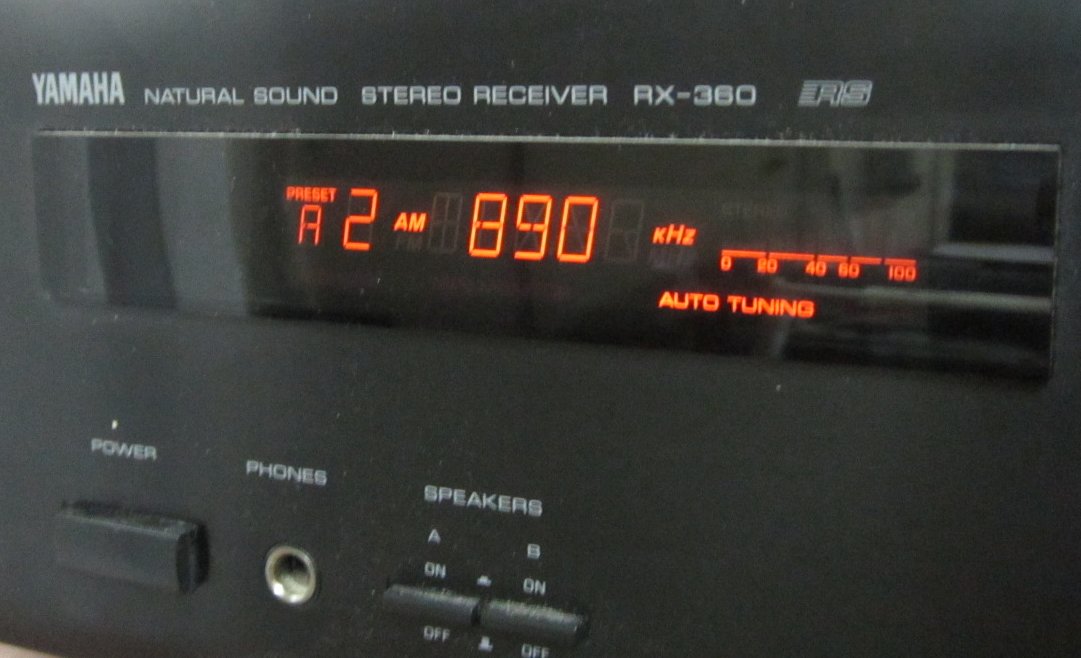 YAMAHA NATURAL SOUND STEREO RECEIVER RX-360 RS
PRESET
A 2 AM 890 kHz
0 20 40 60 100
AUTO TUNING
POWER
PHONES
SPEAKERS
A B
ON ON
OFF OFF